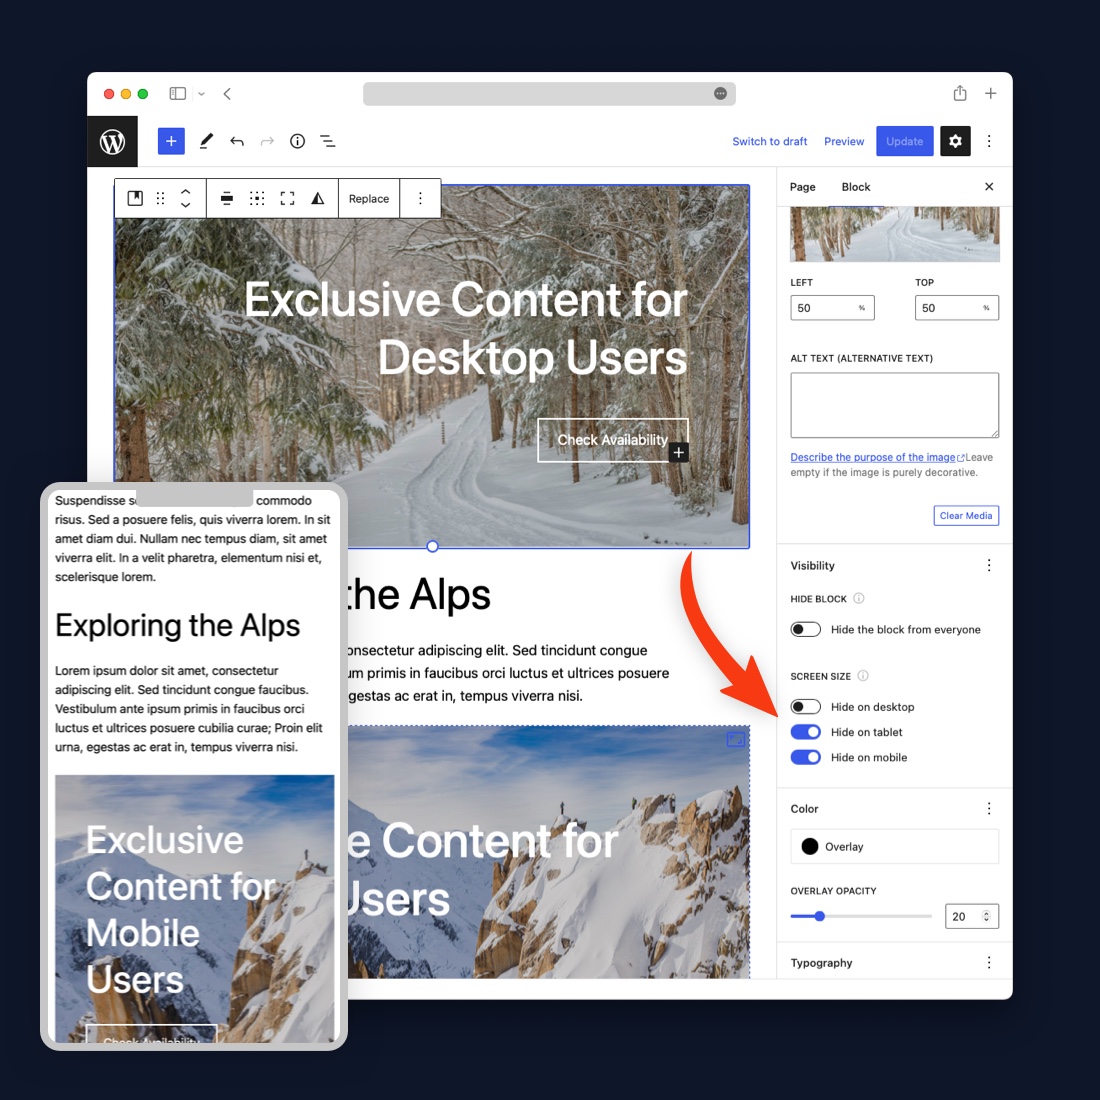 Switch to draft
Preview
Update
Replace
Exclusive Content for
Desktop Users
Check Availability
the Alps
consectetur adipiscing elit. Sed tincidunt congue
primis in faucibus orci luctus et ultrices posuere
egestas ac erat in, tempus viverra nisi.
Content for
Users
Suspendisse commodo
risus. Sed a posuere felis, quis viverra lorem. In sit
amet diam dui. Nullam nec tempus diam, sit amet
viverra elit. In a velit pharetra, elementum nisi et,
scelerisque lorem.
Exploring the Alps
Lorem ipsum dolor sit amet, consectetur
adipiscing elit. Sed tincidunt congue faucibus.
Vestibulum ante ipsum primis in faucibus orci
luctus et ultrices posuere cubilia curae; Proin elit
urna, egestas ac erat in, tempus viverra nisi.
Exclusive
Content for
Mobile
Users
Check Availability
Page
Block
LEFT
TOP
50 %
50 %
ALT TEXT (ALTERNATIVE TEXT)
Describe the purpose of the image Leave
empty if the image is purely decorative.
Clear Media
Visibility
HIDE BLOCK
Hide the block from everyone
SCREEN SIZE
Hide on desktop
Hide on tablet
Hide on mobile
Color
Overlay
OVERLAY OPACITY
20
Typography